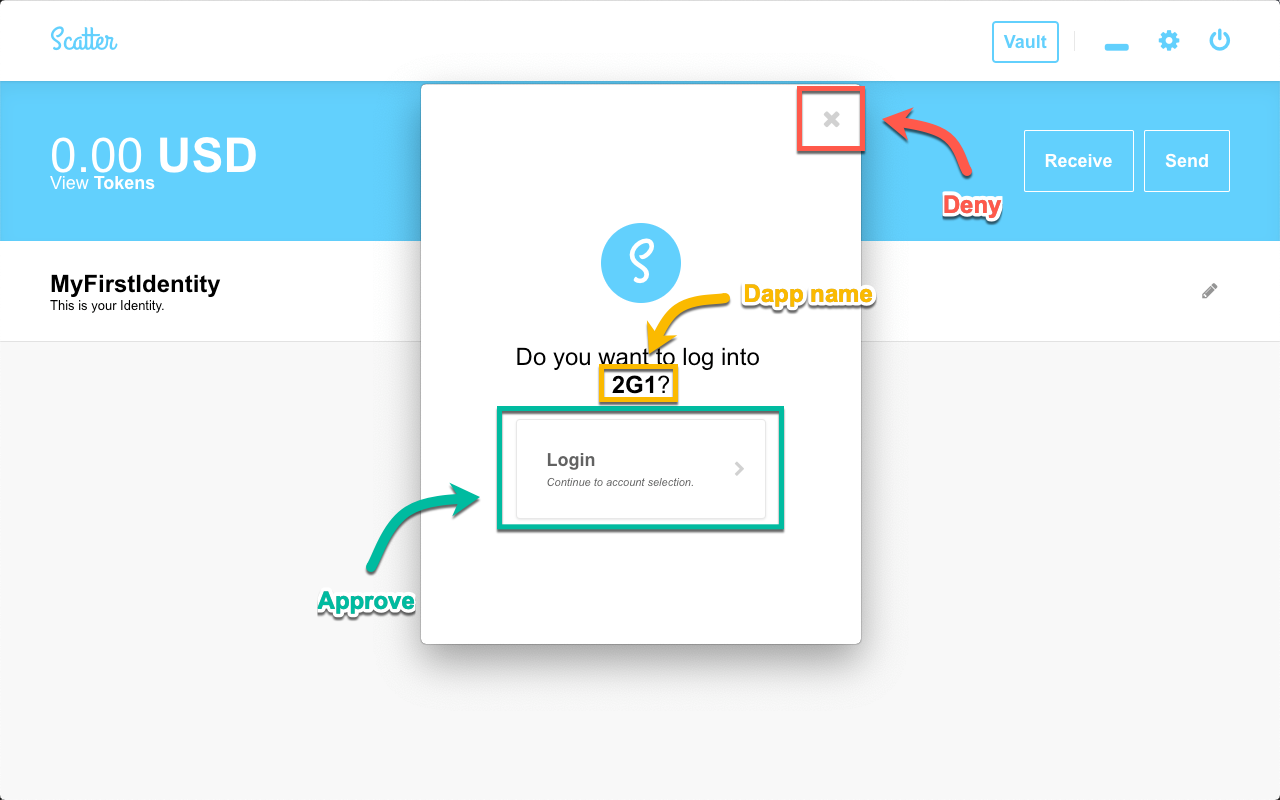 Scatter
Vault
0.00 USD
View Tokens
Receive
Send
Deny
MyFirstIdentity
This is your Identity.
Dapp name
Do you want to log into
2G1?
Login
Continue to account selection.
Approve